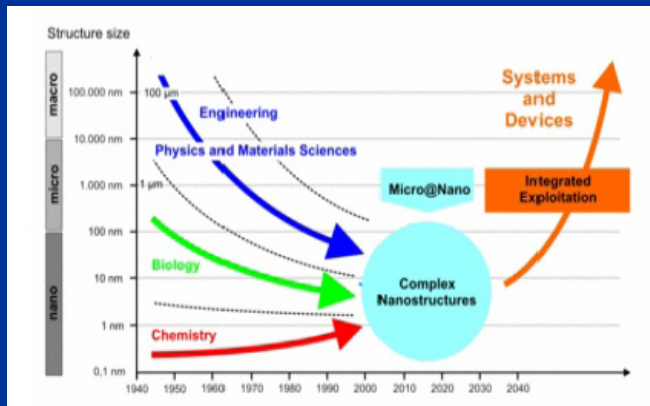 Structure size
macro
micro
nano
100.000 nm
10.000 nm
1.000 nm
100 nm
10 nm
1 nm
0,1 nm
100 µm
1 µm
Engineering
Physics and Materials Sciences
Biology
Chemistry
Micro@Nano
Complex
Nanostructures
Systems
and
Devices
Integrated
Exploitation
1940 1950 1960 1970 1980 1990 2000 2010 2020 2030 2040